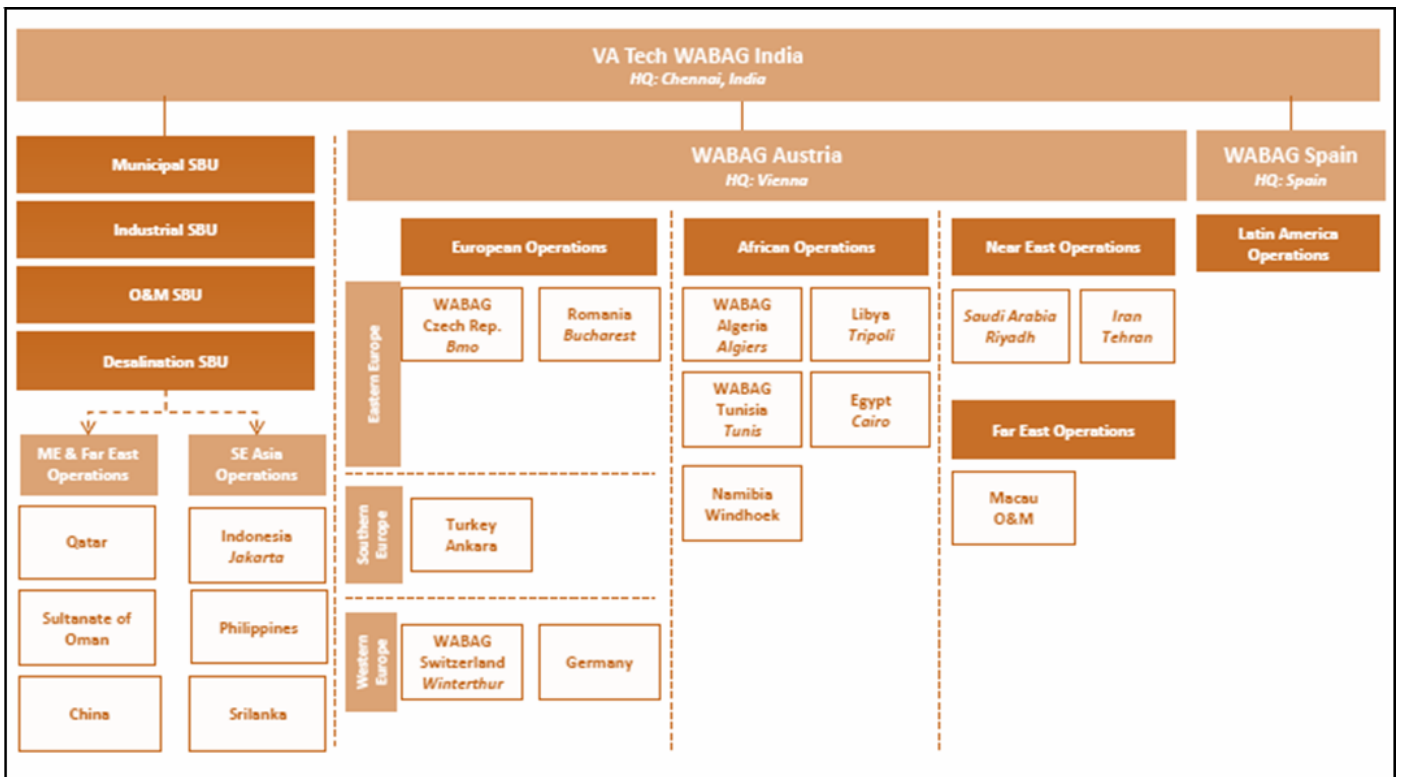 VA Tech WABAG India
HQ: Chennai, India
Municipal SBU
Industrial SBU
O&M SBU
Desalination SBU
ME & Far East
Operations
Qatar
Sultanate of
Oman
China
SE Asia
Operations
Indonesia
Jakarta
Philippines
Srilanka
WABAG Austria
HQ: Vienna
European Operations
Eastern Europe
WABAG
Czech Rep.
Bmo
Romania
Bucharest
Southern
Europe
Turkey
Ankara
Western
Europe
WABAG
Switzerland
Winterthur
Germany
African Operations
WABAG
Algeria
Algiers
Libya
Tripoli
WABAG
Tunisia
Tunis
Egypt
Cairo
Namibia
Windhoek
Near East Operations
Saudi Arabia
Riyadh
Iran
Tehran
Far East Operations
Macau
O&M
WABAG Spain
HQ: Spain
Latin America
Operations